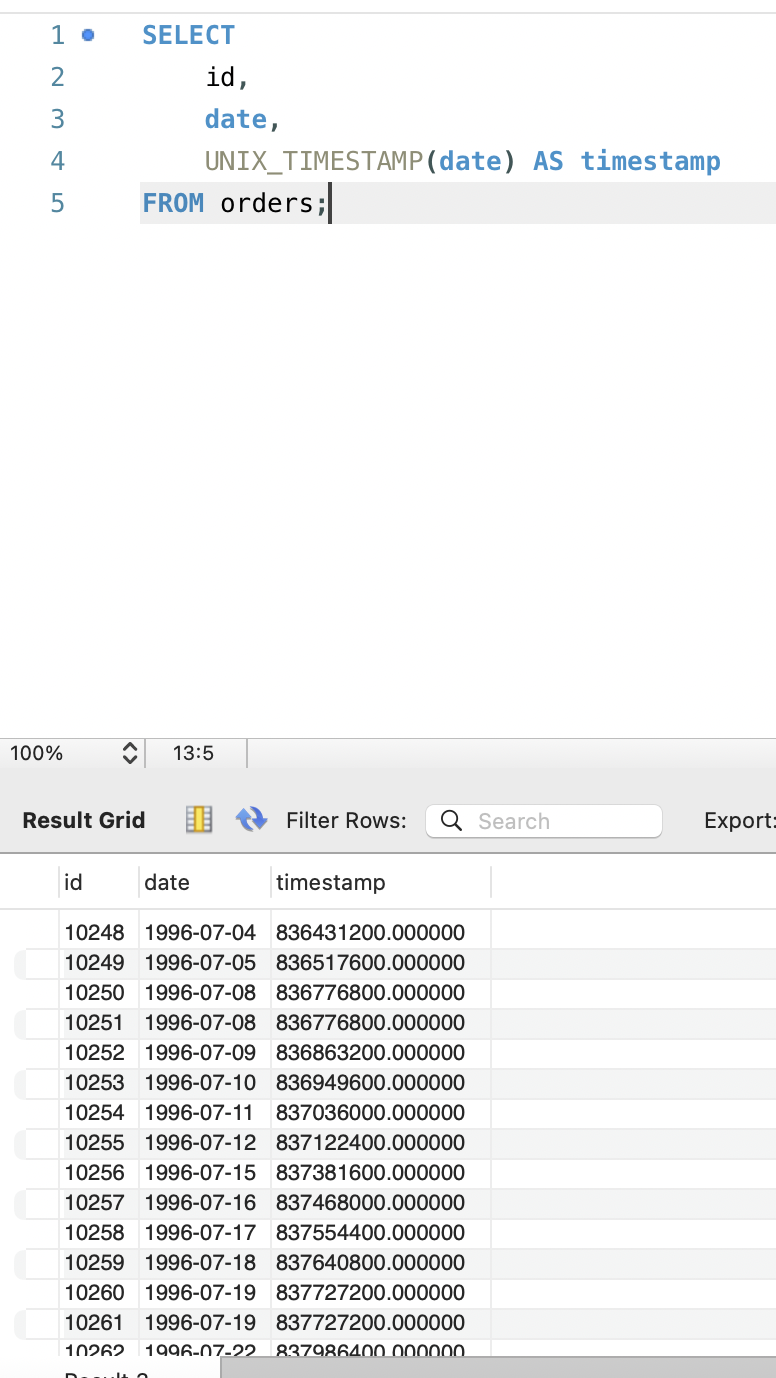 1 SELECT
2 id,
3 date,
4 UNIX_TIMESTAMP(date) AS timestamp
5 FROM orders;
100% 13:5
Result Grid Filter Rows: Search Export:
id date timestamp
10248 1996-07-04 836431200.000000
10249 1996-07-05 836517600.000000
10250 1996-07-08 836776800.000000
10251 1996-07-08 836776800.000000
10252 1996-07-09 836863200.000000
10253 1996-07-10 836949600.000000
10254 1996-07-11 837036000.000000
10255 1996-07-12 837122400.000000
10256 1996-07-15 837381600.000000
10257 1996-07-16 837468000.000000
10258 1996-07-17 837554400.000000
10259 1996-07-18 837640800.000000
10260 1996-07-19 837727200.000000
10261 1996-07-19 837727200.000000
10262 1996-07-22 837986400.000000